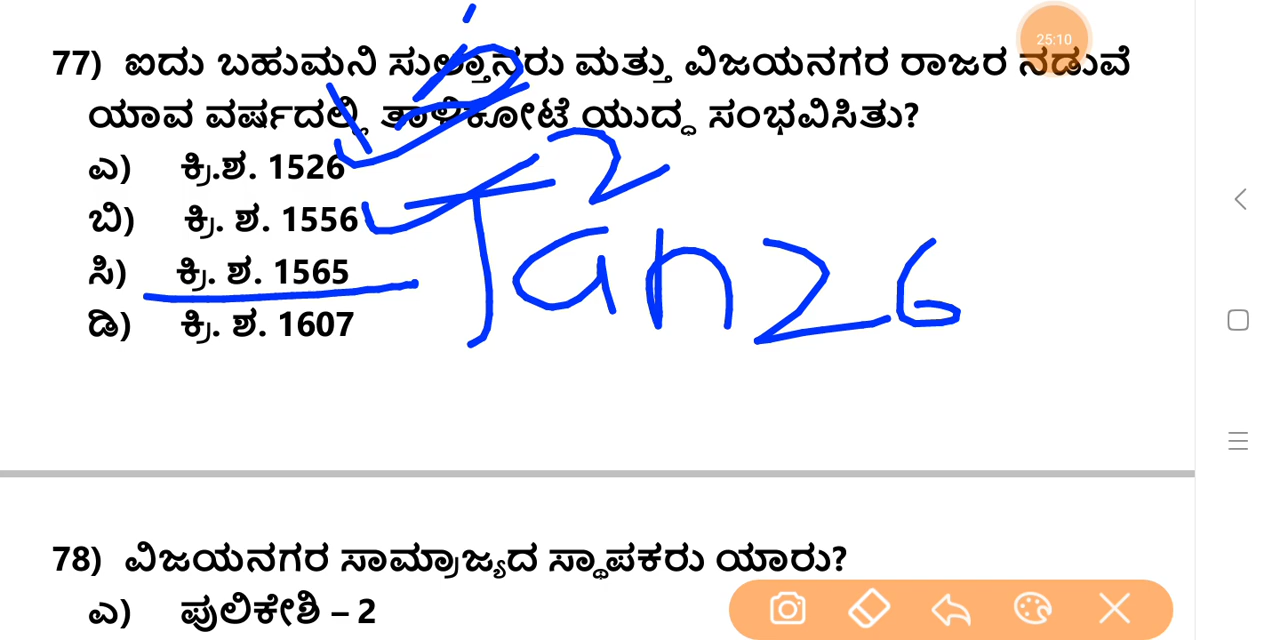 25:10
77) ಐದು ಬಹುಮನಿ ಸುಲ್ತಾನರು ಮತ್ತು ವಿಜಯನಗರ ರಾಜರ ನಡುವೆ
ಯಾವ ವರ್ಷದಲ್ಲಿ ತಾಳಿಕೋಟೆ ಯುದ್ಧ ಸಂಭವಿಸಿತು?
ಎ) ಕ್ರಿ.ಶ. 1526
ಬಿ) ಕ್ರಿ. ಶ. 1556
ಸಿ) ಕ್ರಿ. ಶ. 1565
ಡಿ) ಕ್ರಿ. ಶ. 1607
2
Jan 26
78) ವಿಜಯನಗರ ಸಾಮ್ರಾಜ್ಯದ ಸ್ಥಾಪಕರು ಯಾರು?
ಎ) ಪುಲಿಕೇಶಿ – 2